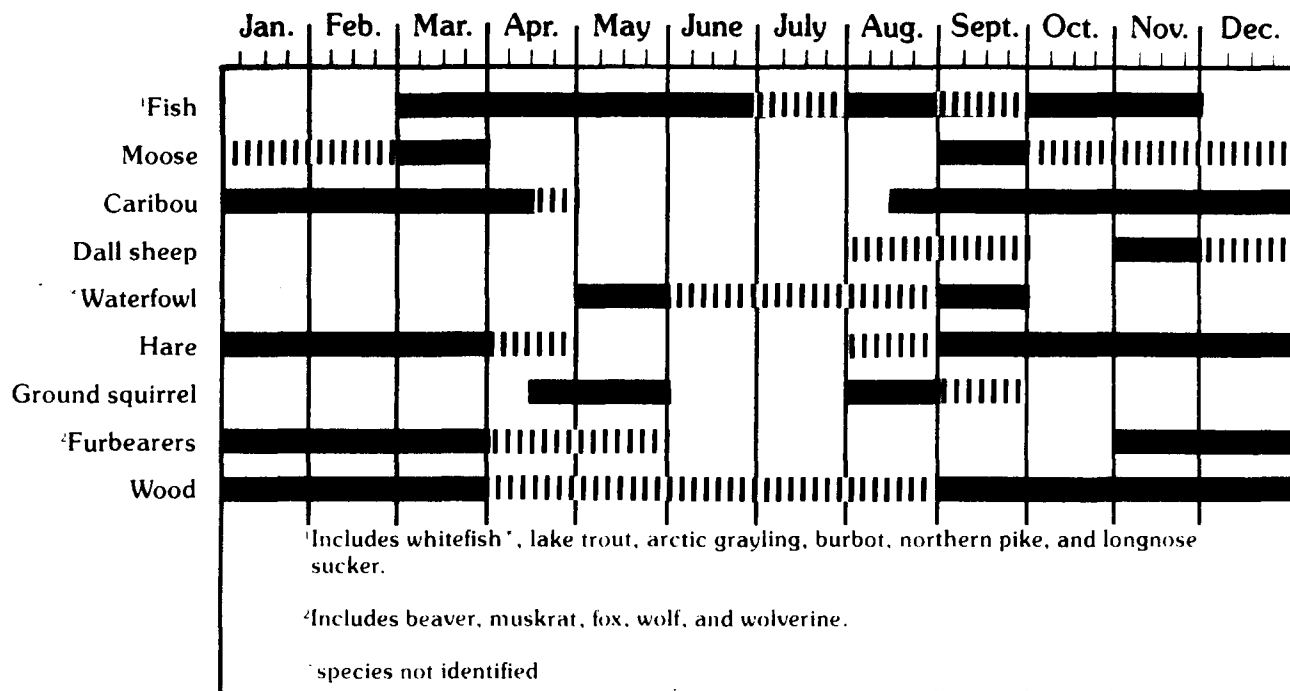 Jan. Feb. Mar. Apr. May June July Aug. Sept. Oct. Nov. Dec.
¹Fish
Moose
Caribou
Dall sheep
*Waterfowl
Hare
Ground squirrel
²Furbearers
Wood
¹Includes whitefish*, lake trout, arctic grayling, burbot, northern pike, and longnose
sucker.
²Includes beaver, muskrat, fox, wolf, and wolverine.
*species not identified